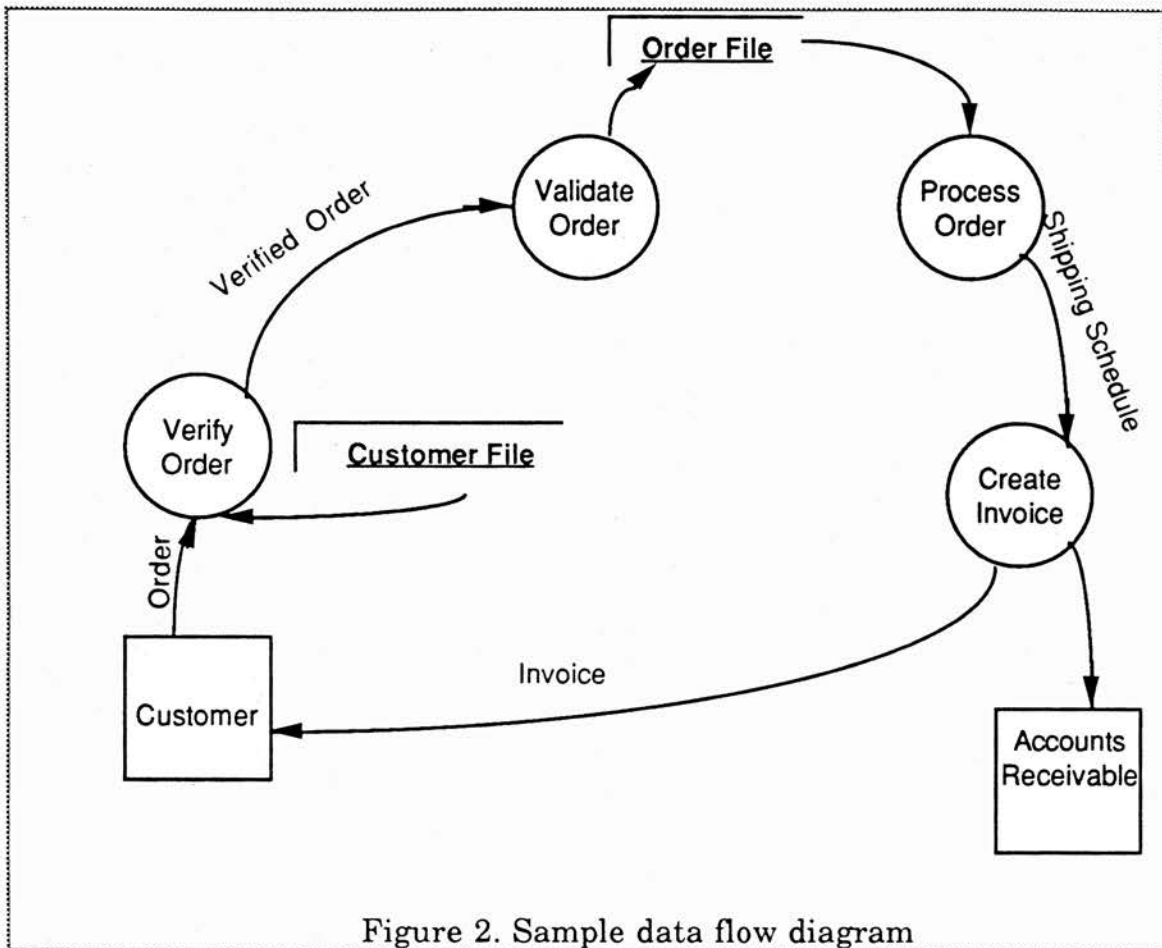 Order File
Validate
Order
Process
Order
Verified Order
Shipping Schedule
Verify
Order
Customer File
Create
Invoice
Order
Invoice
Customer
Accounts
Receivable
Figure 2. Sample data flow diagram